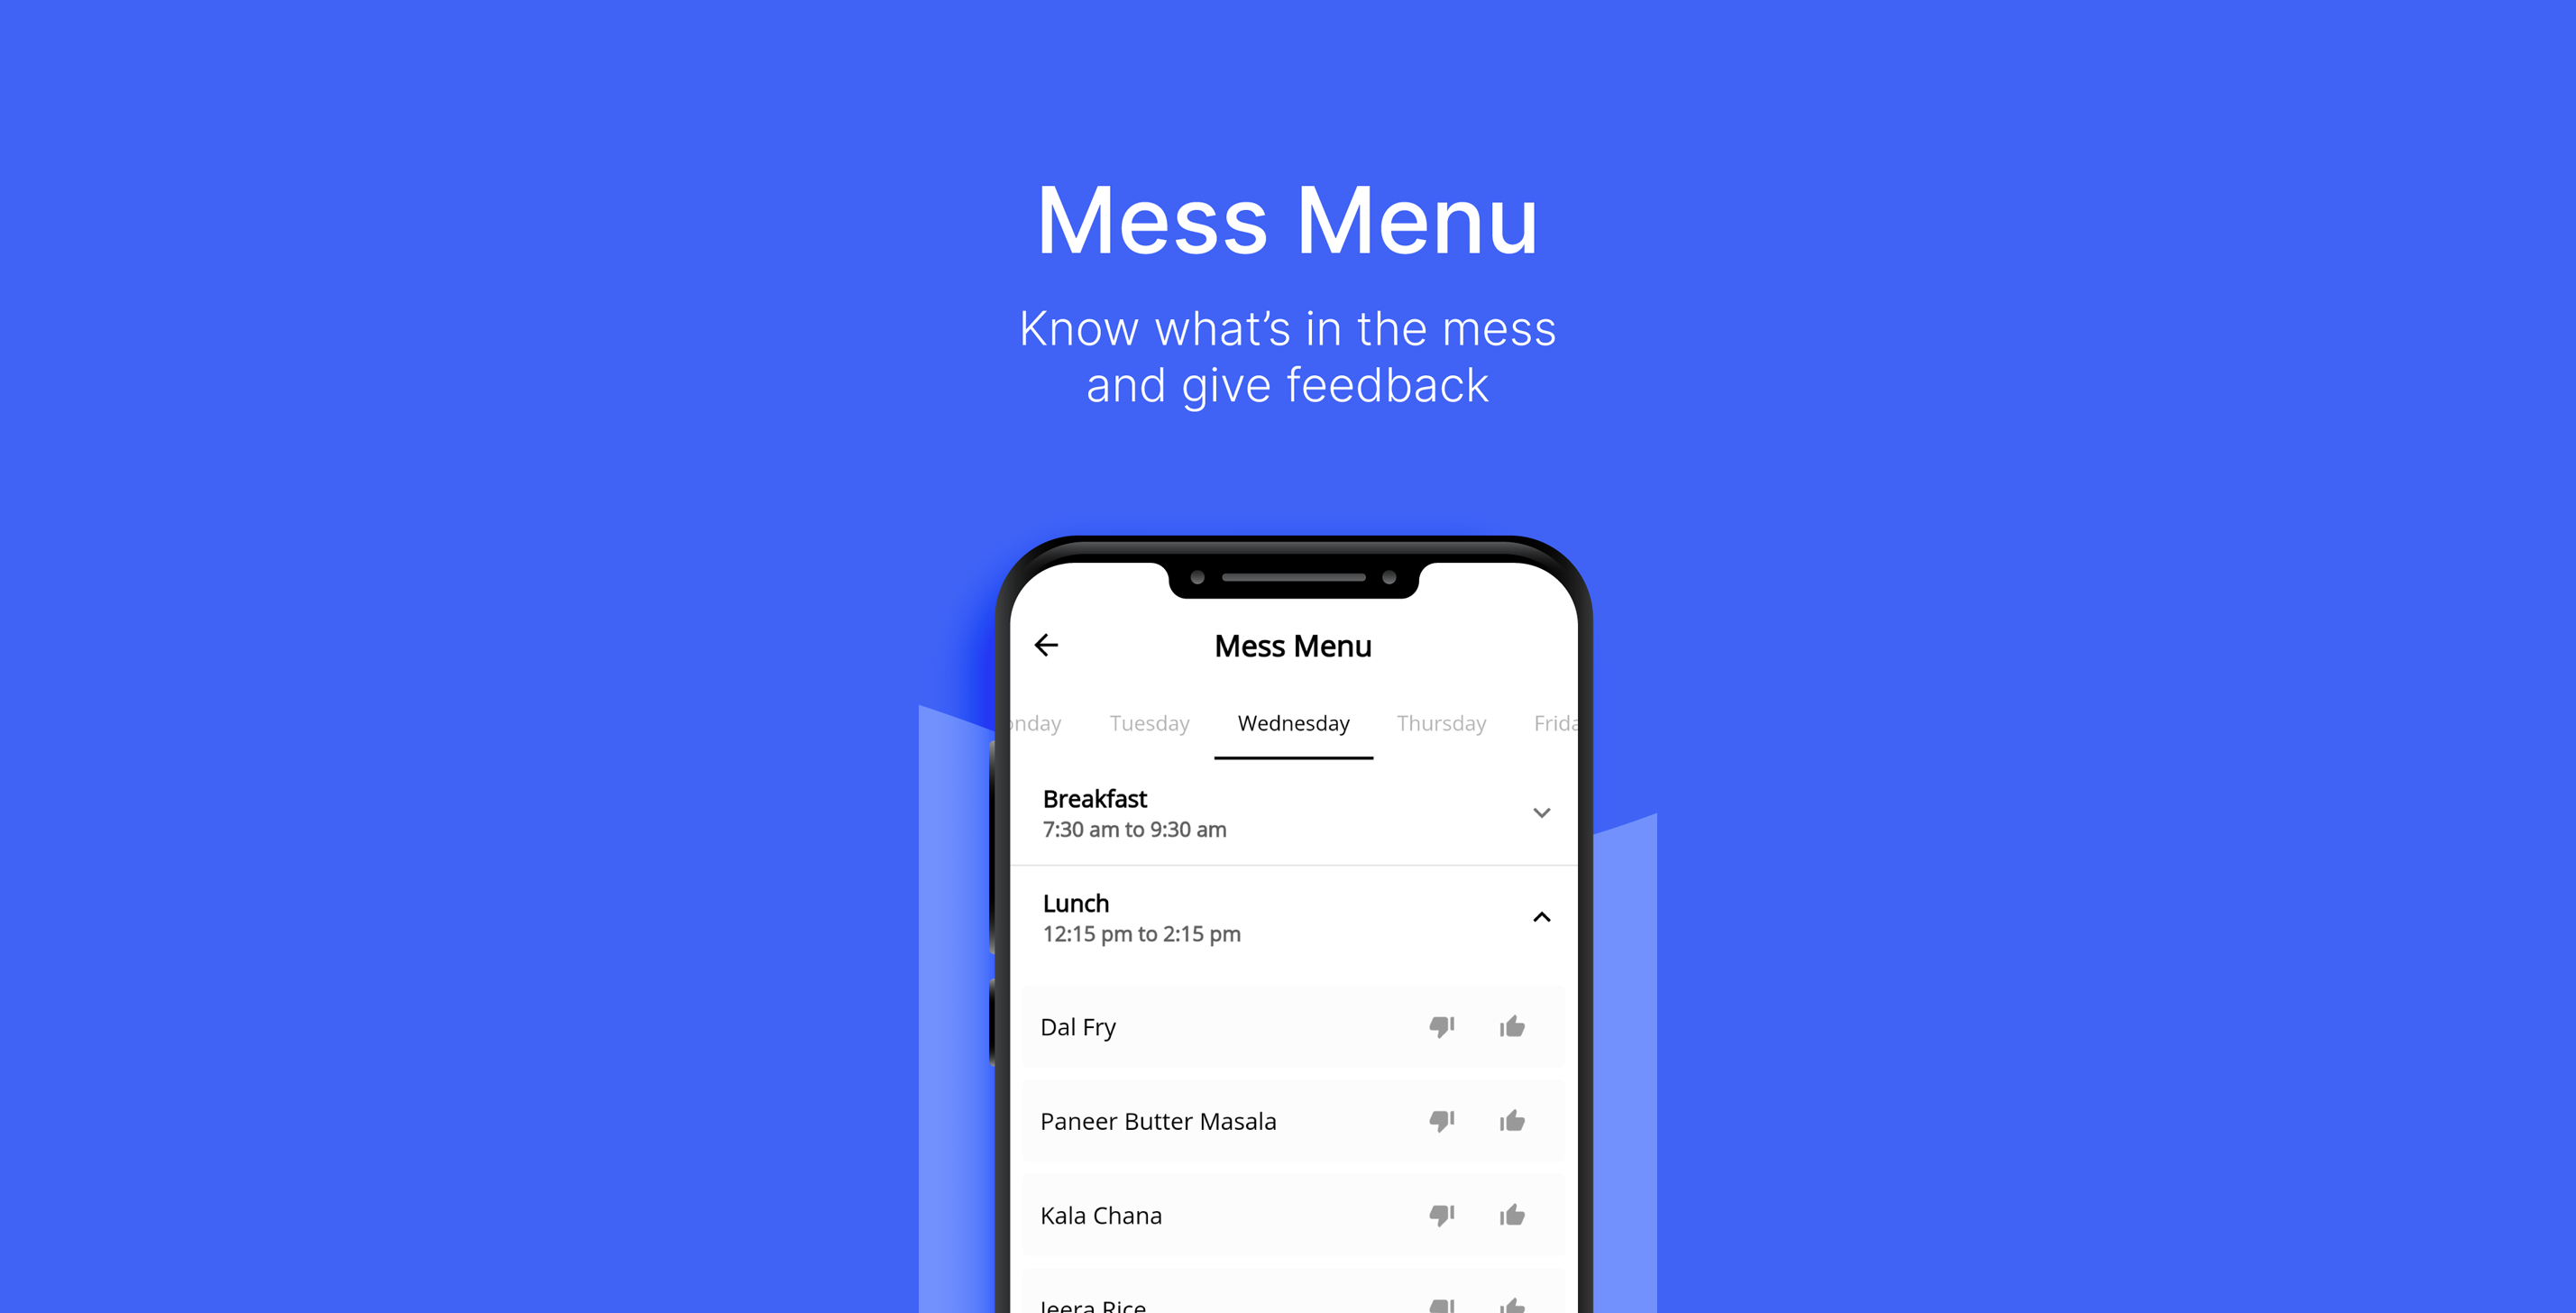 Mess Menu
Know what’s in the mess
and give feedback
Mess Menu
onday Tuesday Wednesday Thursday Frida
Breakfast
7:30 am to 9:30 am
Lunch
12:15 pm to 2:15 pm
Dal Fry
Paneer Butter Masala
Kala Chana
Jeera Rice